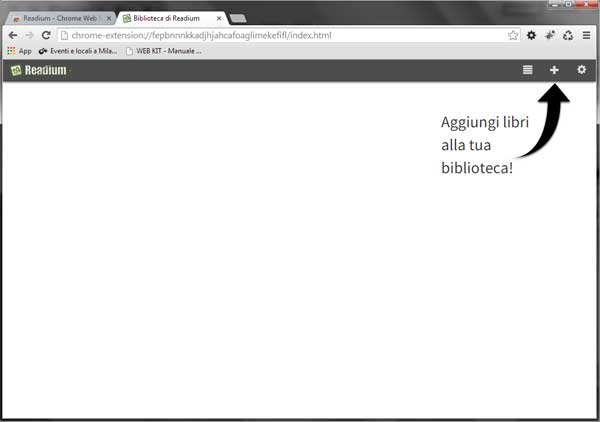 Readium - Chrome Web
Biblioteca di Readium
chrome-extension://fepbnnnkkadjhjahcafoaglimekefifl/index.html
App
Eventi e locali a Mila...
WEB KIT - Manuale ...
Readium
Aggiungi libri
alla tua
biblioteca!